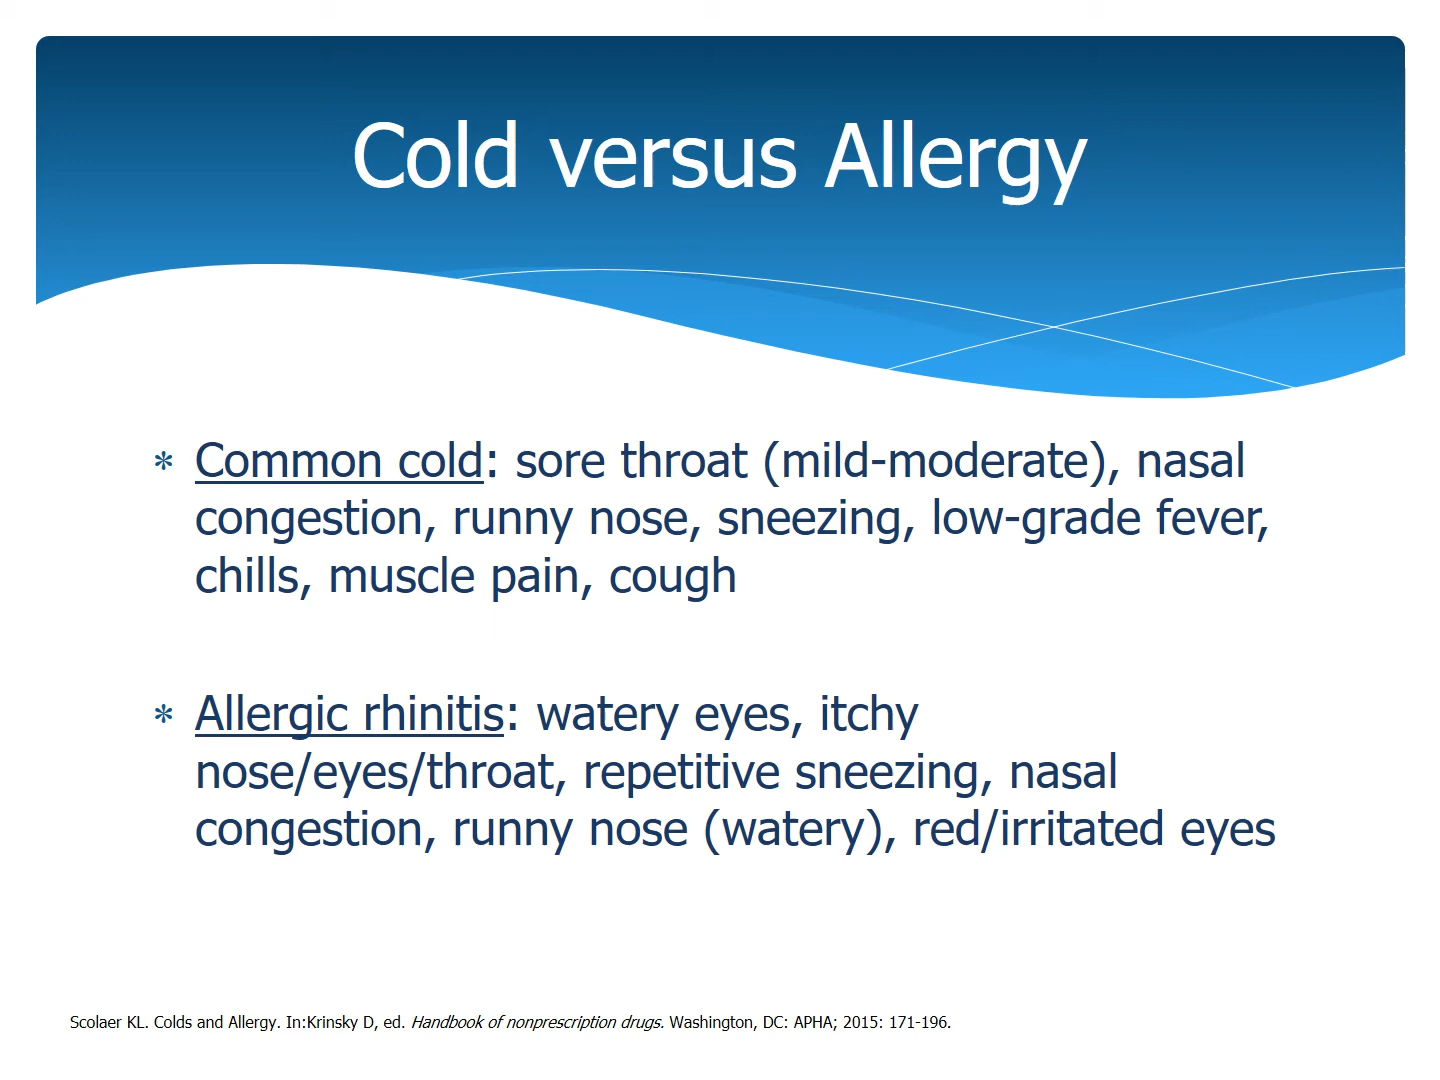 Cold versus Allergy
* Common cold: sore throat (mild-moderate), nasal
congestion, runny nose, sneezing, low-grade fever,
chills, muscle pain, cough
* Allergic rhinitis: watery eyes, itchy
nose/eyes/throat, repetitive sneezing, nasal
congestion, runny nose (watery), red/irritated eyes
Scolaer KL. Colds and Allergy. In:Krinsky D, ed. Handbook of nonprescription drugs. Washington, DC: APHA; 2015: 171-196.